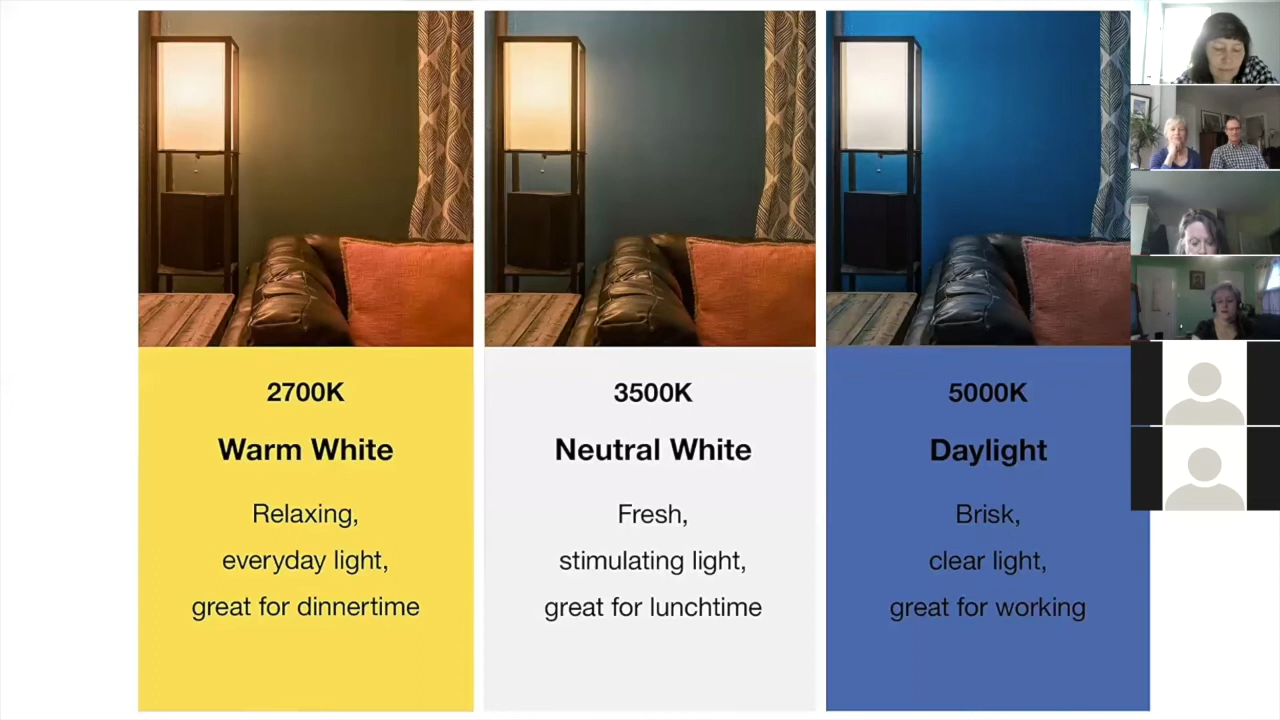 2700K
Warm White
Relaxing,
everyday light,
great for dinnertime
3500K
Neutral White
Fresh,
stimulating light,
great for lunchtime
5000K
Daylight
Brisk,
clear light,
great for working